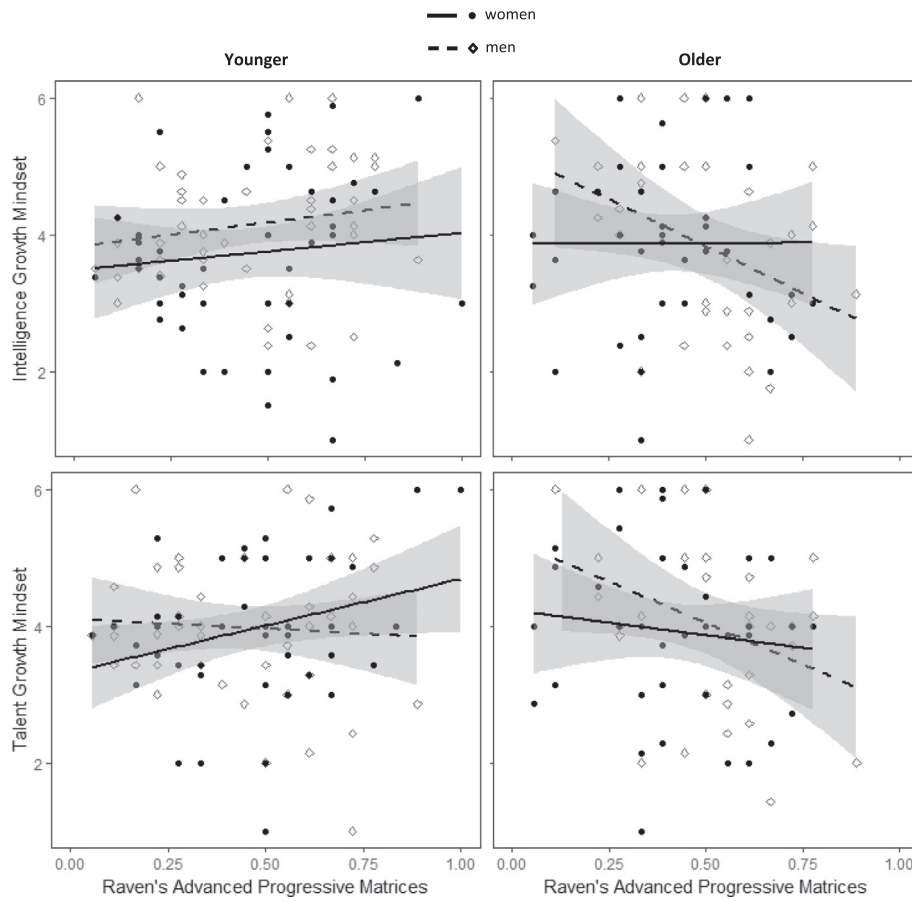 women
men
Younger
Older
Intelligence Growth Mindset
6
4
2
Talent Growth Mindset
6
4
2
0.00 0.25 0.50 0.75 1.00
0.00 0.25 0.50 0.75 1.00
Raven's Advanced Progressive Matrices
Raven's Advanced Progressive Matrices